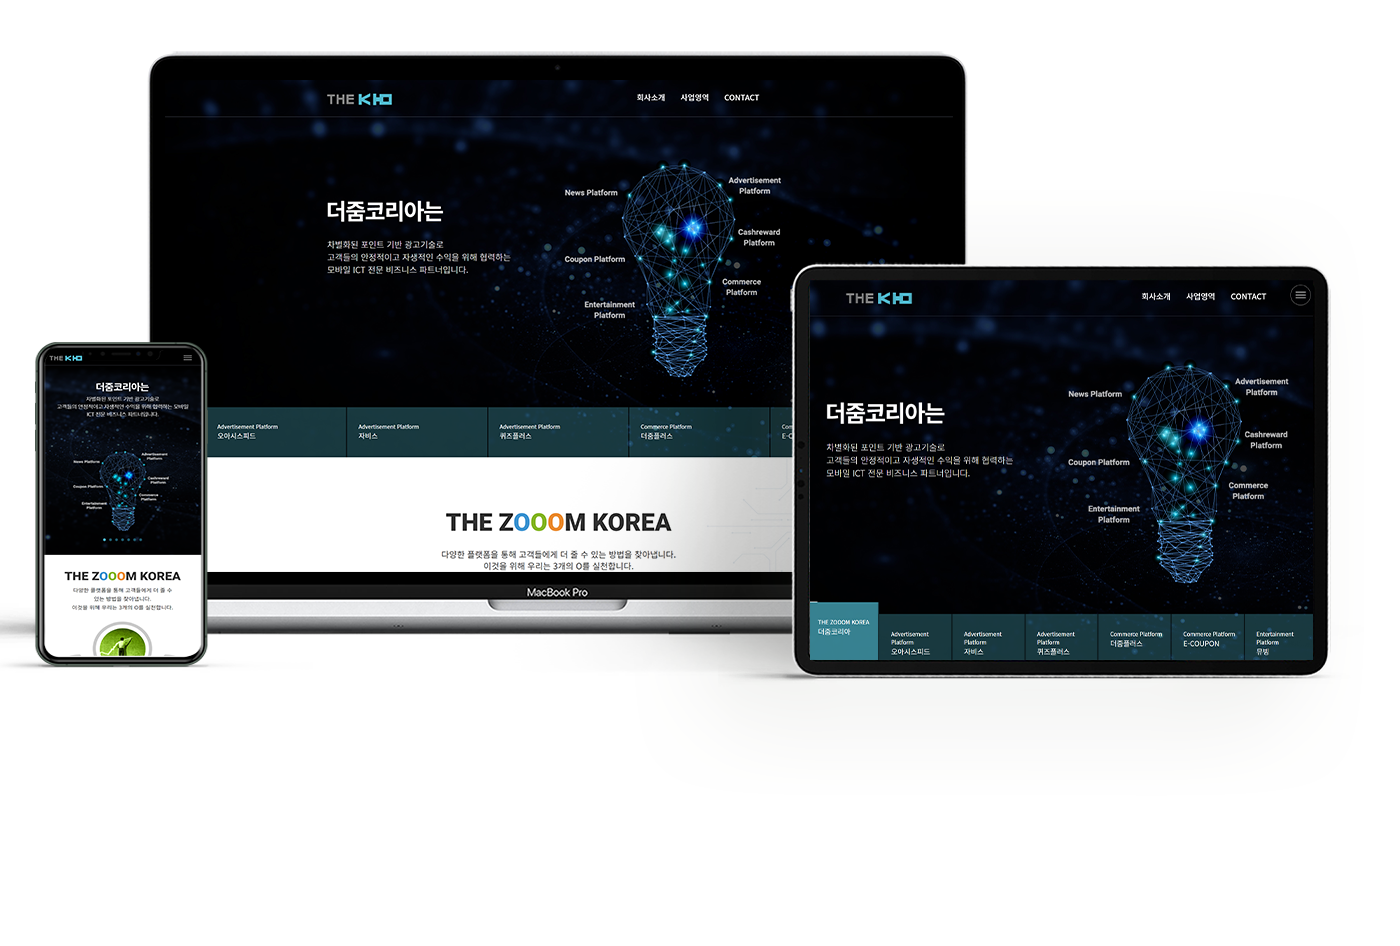 THE KHO
회사소개 사업영역 CONTACT
더줌코리아는
차별화된 포인트 기반 광고기술로
고객들의 안정적이고 자생적인 수익을 위해 협력하는
모바일 ICT 전문 비즈니스 파트너입니다.
News Platform
Advertisement
Platform
Cashreward
Platform
Coupon Platform
Commerce
Platform
Entertainment
Platform
Advertisement Platform
오아시스피드
Advertisement Platform
자비스
Advertisement Platform
퀴즈플러스
Commerce Platform
더줌플러스
THE ZOOOM KOREA
다양한 플랫폼을 통해 고객들에게 더 줄 수 있는 방법을 찾아냅니다.
이것을 위해 우리는 3개의 O를 실천합니다.
MacBook Pro
THE KHO
더줌코리아는
차별화된 포인트 기반 광고기술로
고객들의 안정적이고 자생적인 수익을 위해 협력하는 모바일
ICT 전문 비즈니스 파트너입니다.
News Platform
Advertisement
Platform
Cashreward
Platform
Coupon Platform
Commerce
Platform
Entertainment
Platform
THE ZOOOM KOREA
다양한 플랫폼을 통해 고객들에게 더 줄 수
있는 방법을 찾아냅니다.
이것을 위해 우리는 3개의 O를 실천합니다.
THE KHO
회사소개 사업영역 CONTACT
더줌코리아는
차별화된 포인트 기반 광고기술로
고객들의 안정적이고 자생적인 수익을 위해 협력하는
모바일 ICT 전문 비즈니스 파트너입니다.
News Platform
Advertisement
Platform
Cashreward
Platform
Coupon Platform
Commerce
Platform
Entertainment
Platform
THE ZOOOM KOREA
더줌코리아
Advertisement
Platform
오아시스피드
Advertisement
Platform
자비스
Advertisement
Platform
퀴즈플러스
Commerce Platform
더줌플러스
Commerce Platform
E-COUPON
Entertainment
Platform
뮤빙